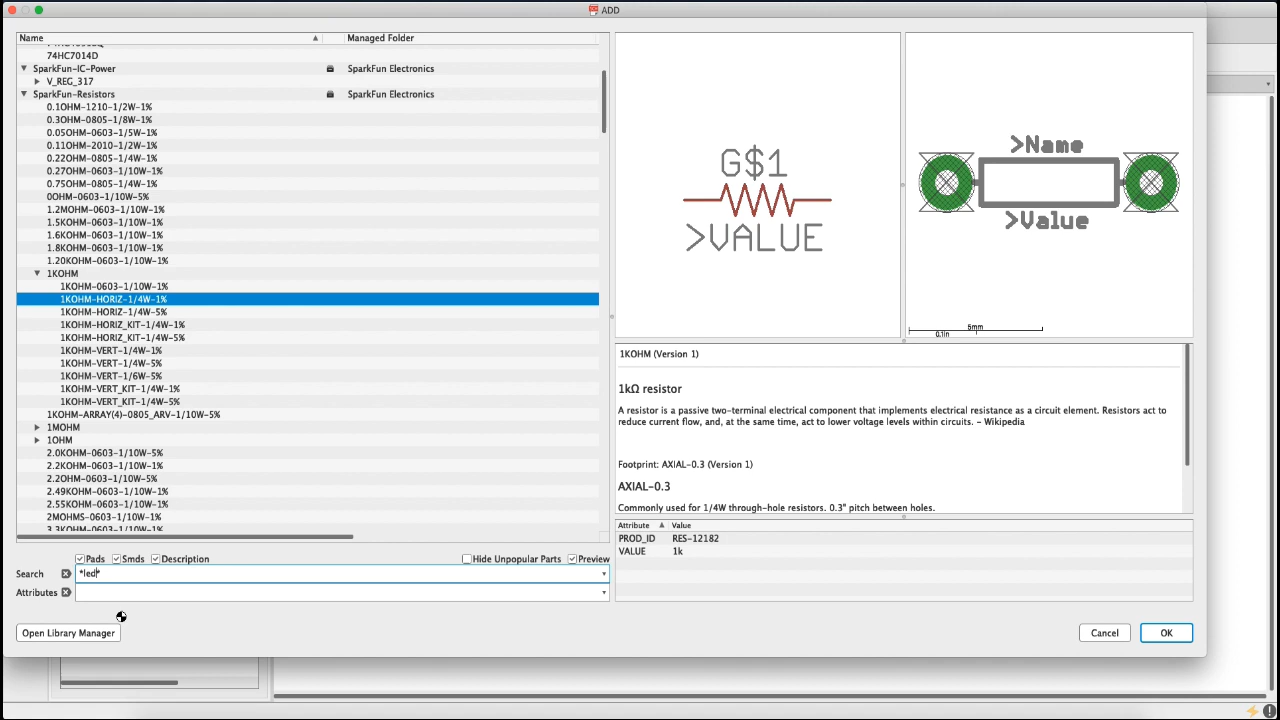 ADD
Name Managed Folder
74HC7014D
SparkFun-IC-Power SparkFun Electronics
V_REG_317
SparkFun-Resistors SparkFun Electronics
0.1OHM-1210-1/2W-1%
0.3OHM-0805-1/8W-1%
0.05OHM-0603-1/5W-1%
0.11OHM-2010-1/2W-1%
0.22OHM-0805-1/4W-1%
0.27OHM-0603-1/10W-1%
0.75OHM-0805-1/4W-1%
0OHM-0603-1/10W-5%
1.2MOHM-0603-1/10W-1%
1.5KOHM-0603-1/10W-1%
1.6KOHM-0603-1/10W-1%
1.8KOHM-0603-1/10W-1%
1.20KOHM-0603-1/10W-1%
1KOHM
1KOHM-0603-1/10W-1%
1KOHM-HORIZ-1/4W-1%
1KOHM-HORIZ-1/4W-5%
1KOHM-HORIZ_KIT-1/4W-1%
1KOHM-HORIZ_KIT-1/4W-5%
1KOHM-VERT-1/4W-1%
1KOHM-VERT-1/4W-5%
1KOHM-VERT-1/6W-5%
1KOHM-VERT_KIT-1/4W-1%
1KOHM-VERT_KIT-1/4W-5%
1KOHM-ARRAY(4)-0805_ARV-1/10W-5%
1MOHM
1OHM
2.0KOHM-0603-1/10W-5%
2.2KOHM-0603-1/10W-1%
2.2OHM-0603-1/10W-5%
2.49KOHM-0603-1/10W-1%
2.55KOHM-0603-1/10W-1%
2MOHMS-0603-1/10W-1%
3.3KOHM-0603-1/10W-1%
G$1
>VALUE
>Name
>Value
5mm
0.1in
1KOHM (Version 1)
1kΩ resistor
A resistor is a passive two-terminal electrical component that implements electrical resistance as a circuit element. Resistors act to
reduce current flow, and, at the same time, act to lower voltage levels within circuits. - Wikipedia
Footprint: AXIAL-0.3 (Version 1)
AXIAL-0.3
Commonly used for 1/4W through-hole resistors. 0.3" pitch between holes.
Attribute Value
PROD_ID RES-12182
VALUE 1k
Pads Smds Description Hide Unpopular Parts Preview
Search *led*
Attributes
Open Library Manager Cancel OK